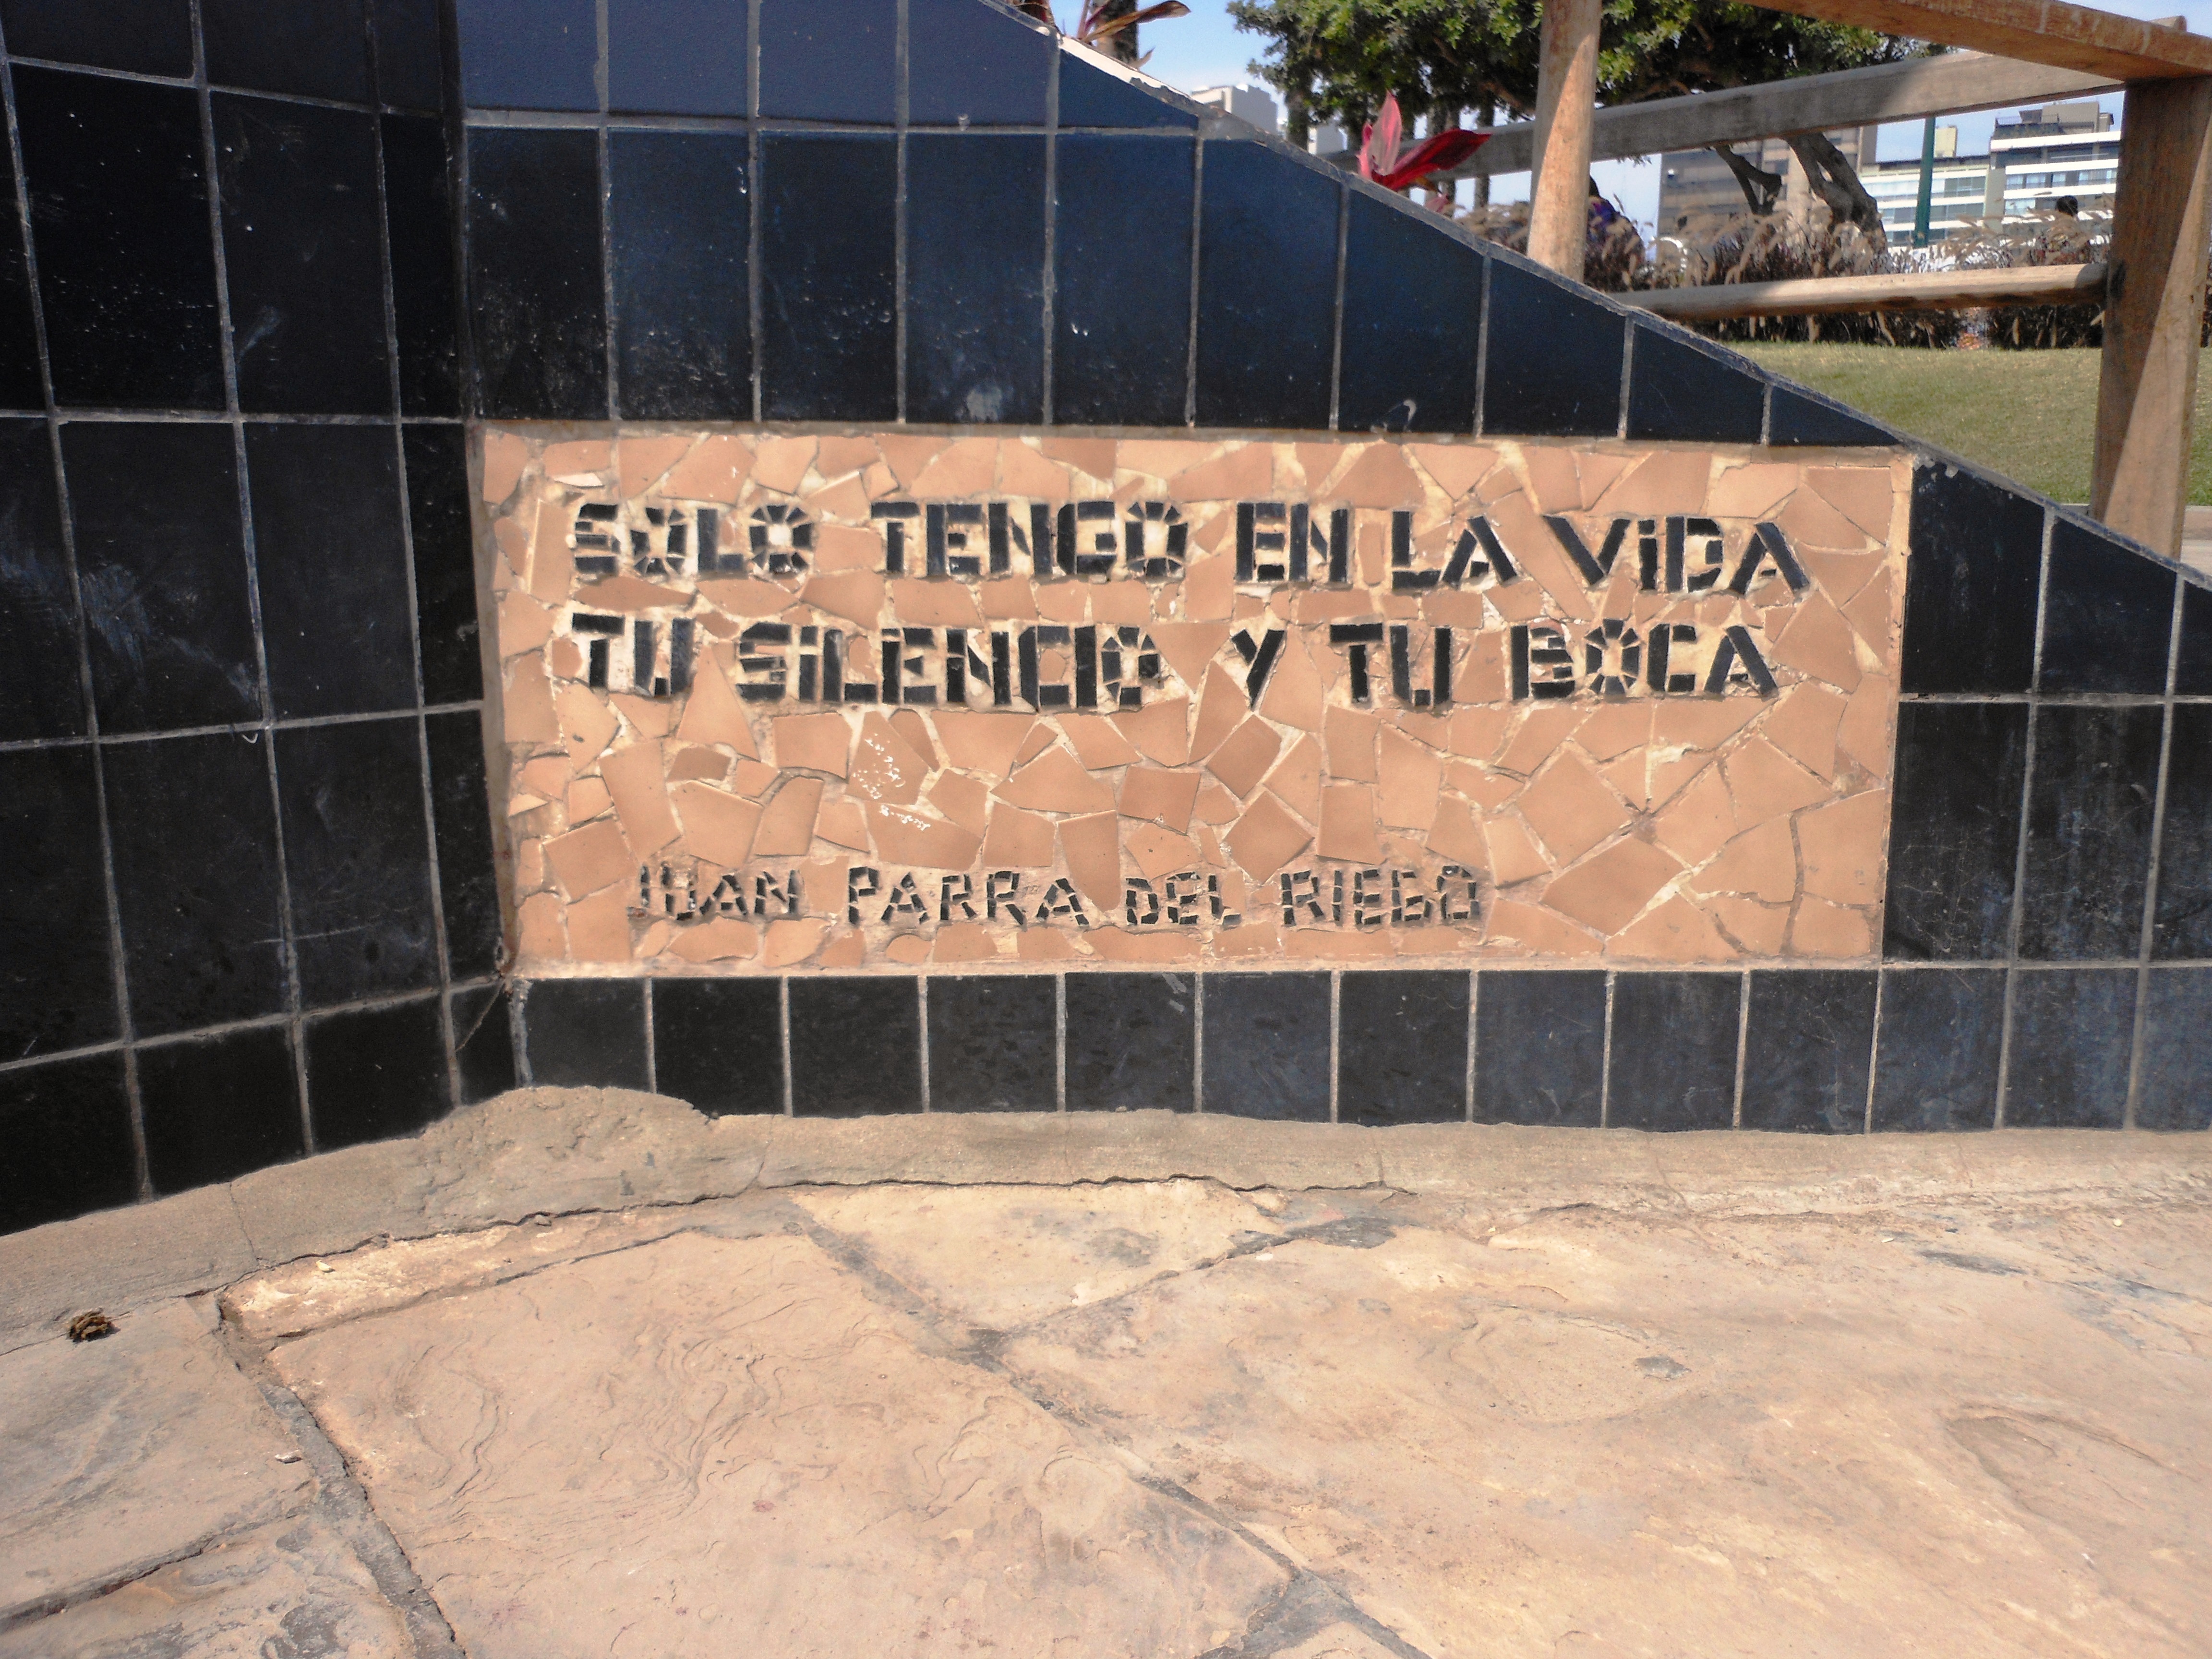 SOLO TENGO EN LA ViDA
TU SiLENCIO Y TU BOCA
JUAN PARRA DEL RIEGO